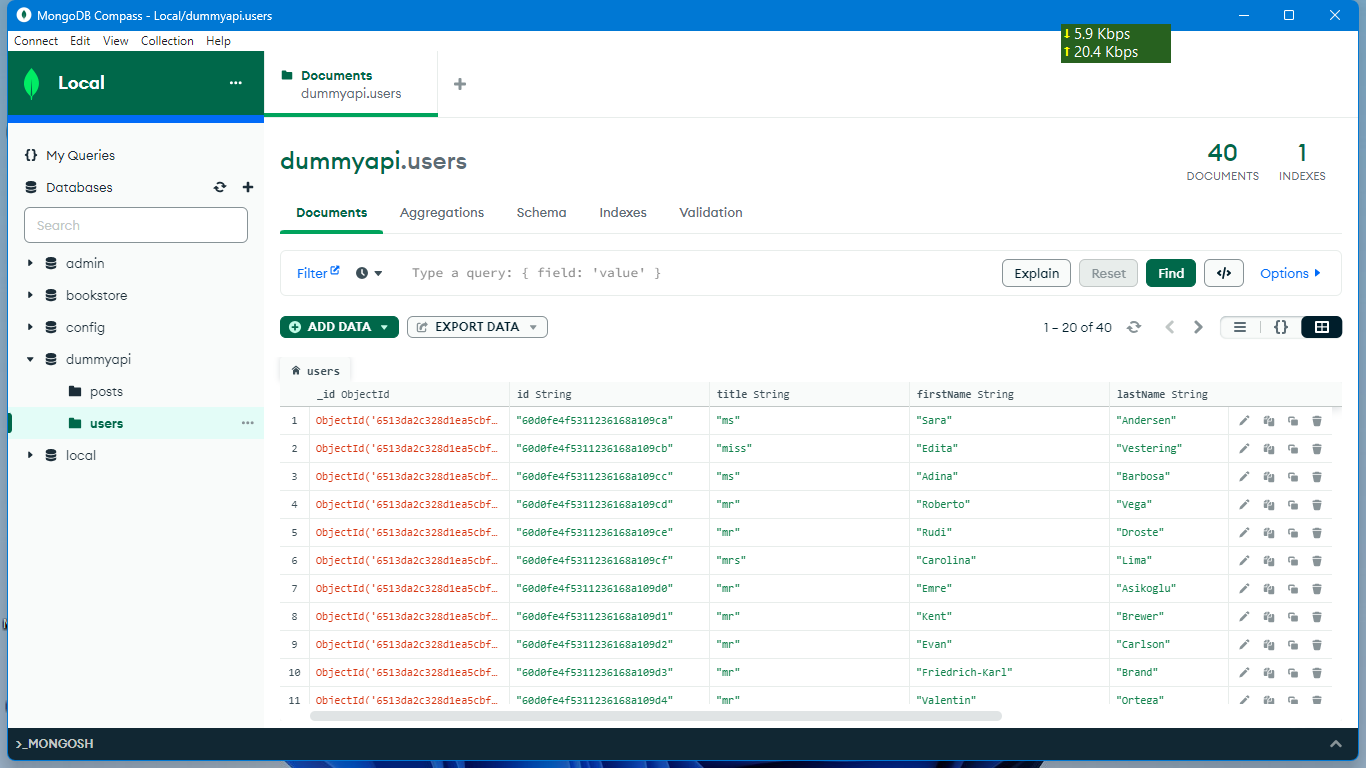 MongoDB Compass - Local/dummyapi.users
Connect Edit View Collection Help
↓ 5.9 Kbps
↑ 20.4 Kbps
Local
Documents
dummyapi.users
My Queries
Databases
Search
admin
bookstore
config
dummyapi
posts
users
local
dummyapi.users
40
DOCUMENTS
1
INDEXES
Documents Aggregations Schema Indexes Validation
Filter Type a query: { field: 'value' } Explain Reset Find </> Options
ADD DATA EXPORT DATA 1 – 20 of 40 {}
users
_id ObjectId id String title String firstName String lastName String
1 ObjectId('6513da2c328d1ea5cbf… "60d0fe4f5311236168a109ca" "ms" "Sara" "Andersen"
2 ObjectId('6513da2c328d1ea5cbf… "60d0fe4f5311236168a109cb" "miss" "Edita" "Vestering"
3 ObjectId('6513da2c328d1ea5cbf… "60d0fe4f5311236168a109cc" "ms" "Adina" "Barbosa"
4 ObjectId('6513da2c328d1ea5cbf… "60d0fe4f5311236168a109cd" "mr" "Roberto" "Vega"
5 ObjectId('6513da2c328d1ea5cbf… "60d0fe4f5311236168a109ce" "mr" "Rudi" "Droste"
6 ObjectId('6513da2c328d1ea5cbf… "60d0fe4f5311236168a109cf" "mrs" "Carolina" "Lima"
7 ObjectId('6513da2c328d1ea5cbf… "60d0fe4f5311236168a109d0" "mr" "Emre" "Asikoglu"
8 ObjectId('6513da2c328d1ea5cbf… "60d0fe4f5311236168a109d1" "mr" "Kent" "Brewer"
9 ObjectId('6513da2c328d1ea5cbf… "60d0fe4f5311236168a109d2" "mr" "Evan" "Carlson"
10 ObjectId('6513da2c328d1ea5cbf… "60d0fe4f5311236168a109d3" "mr" "Friedrich-Karl" "Brand"
11 ObjectId('6513da2c328d1ea5cbf… "60d0fe4f5311236168a109d4" "mr" "Valentin" "Ortega"
>_MONGOSH